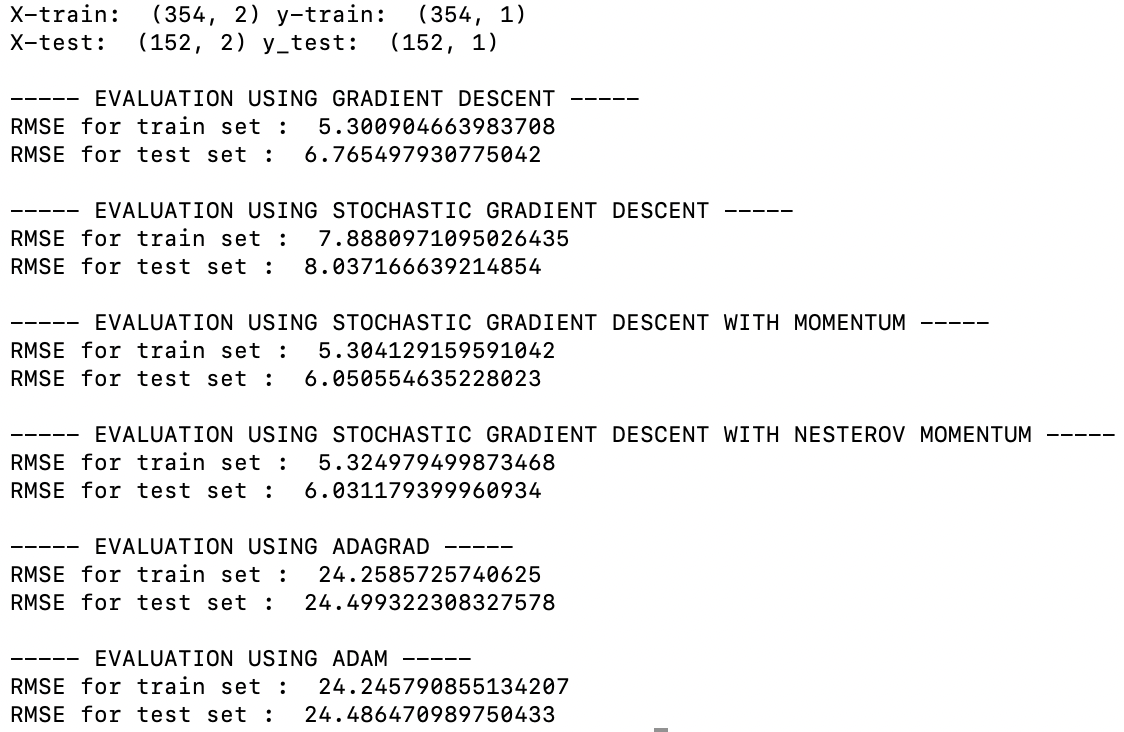 X-train:  (354, 2) y-train:  (354, 1)
X-test:  (152, 2) y_test:  (152, 1)
----- EVALUATION USING GRADIENT DESCENT -----
RMSE for train set :  5.300904663983708
RMSE for test set :  6.765497930775042
----- EVALUATION USING STOCHASTIC GRADIENT DESCENT -----
RMSE for train set :  7.8880971095026435
RMSE for test set :  8.037166639214854
----- EVALUATION USING STOCHASTIC GRADIENT DESCENT WITH MOMENTUM -----
RMSE for train set :  5.304129159591042
RMSE for test set :  6.050554635228023
----- EVALUATION USING STOCHASTIC GRADIENT DESCENT WITH NESTEROV MOMENTUM -----
RMSE for train set :  5.324979499873468
RMSE for test set :  6.031179399960934
----- EVALUATION USING ADAGRAD -----
RMSE for train set :  24.2585725740625
RMSE for test set :  24.499322308327578
----- EVALUATION USING ADAM -----
RMSE for train set :  24.245790855134207
RMSE for test set :  24.486470989750433